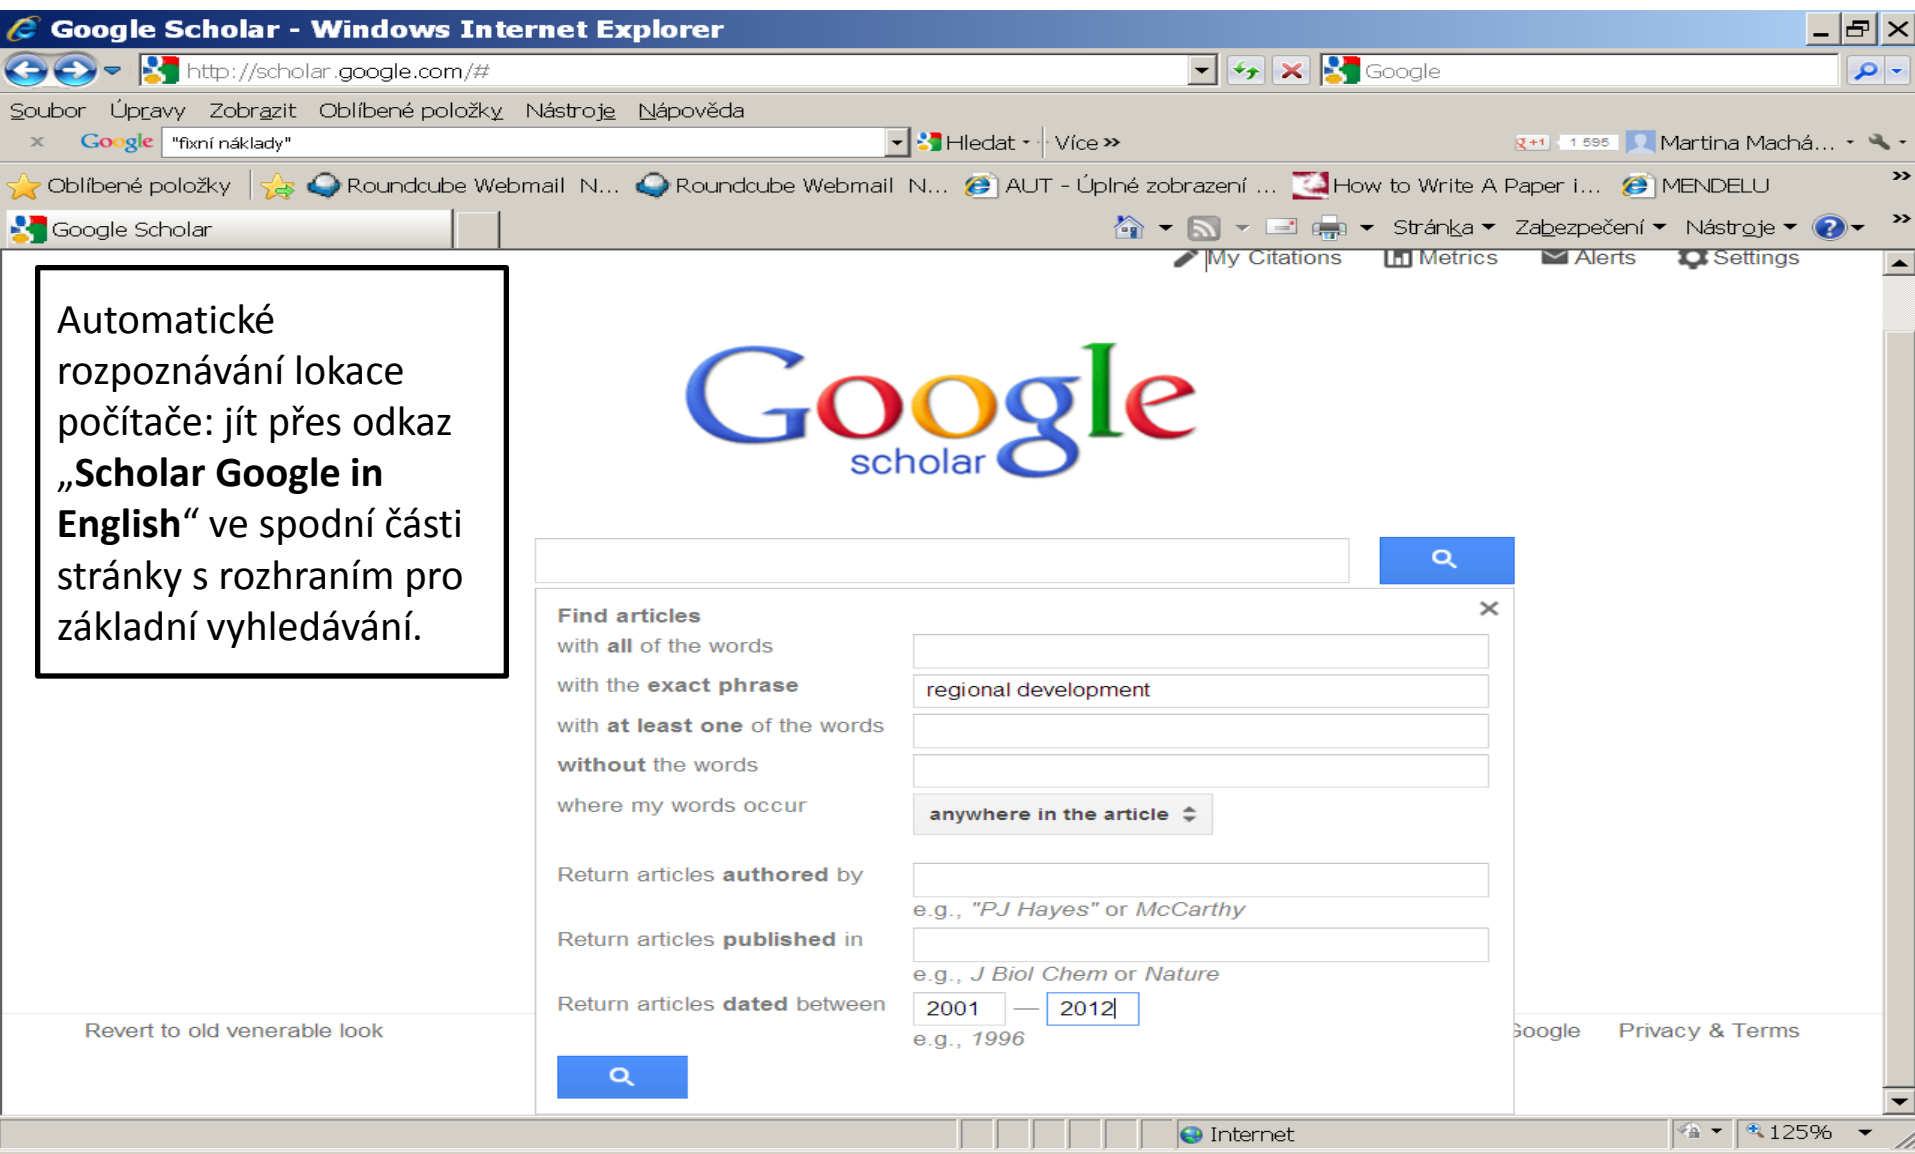 Google Scholar - Windows Internet Explorer
http://scholar.google.com/#
Google
Soubor Úpravy Zobrazit Oblíbené položky Nástroje Nápověda
x Google "fixní náklady" Hledat Více » g+1 1 595 Martina Machá...
Oblíbené položky Roundcube Webmail N... Roundcube Webmail N... AUT - Úplné zobrazení ... How to Write A Paper i... MENDELU »
Google Scholar Stránka Zabezpečení Nástroje »
My Citations Metrics Alerts Settings
Automatické
rozpoznávání lokace
počítače: jít přes odkaz
„Scholar Google in
English“ ve spodní části
stránky s rozhraním pro
základní vyhledávání.
Google
scholar
Find articles
with all of the words
with the exact phrase regional development
with at least one of the words
without the words
where my words occur anywhere in the article
Return articles authored by
e.g., "PJ Hayes" or McCarthy
Return articles published in
e.g., J Biol Chem or Nature
Return articles dated between 2001 — 2012
e.g., 1996
Revert to old venerable look Google Privacy & Terms
Internet 125%